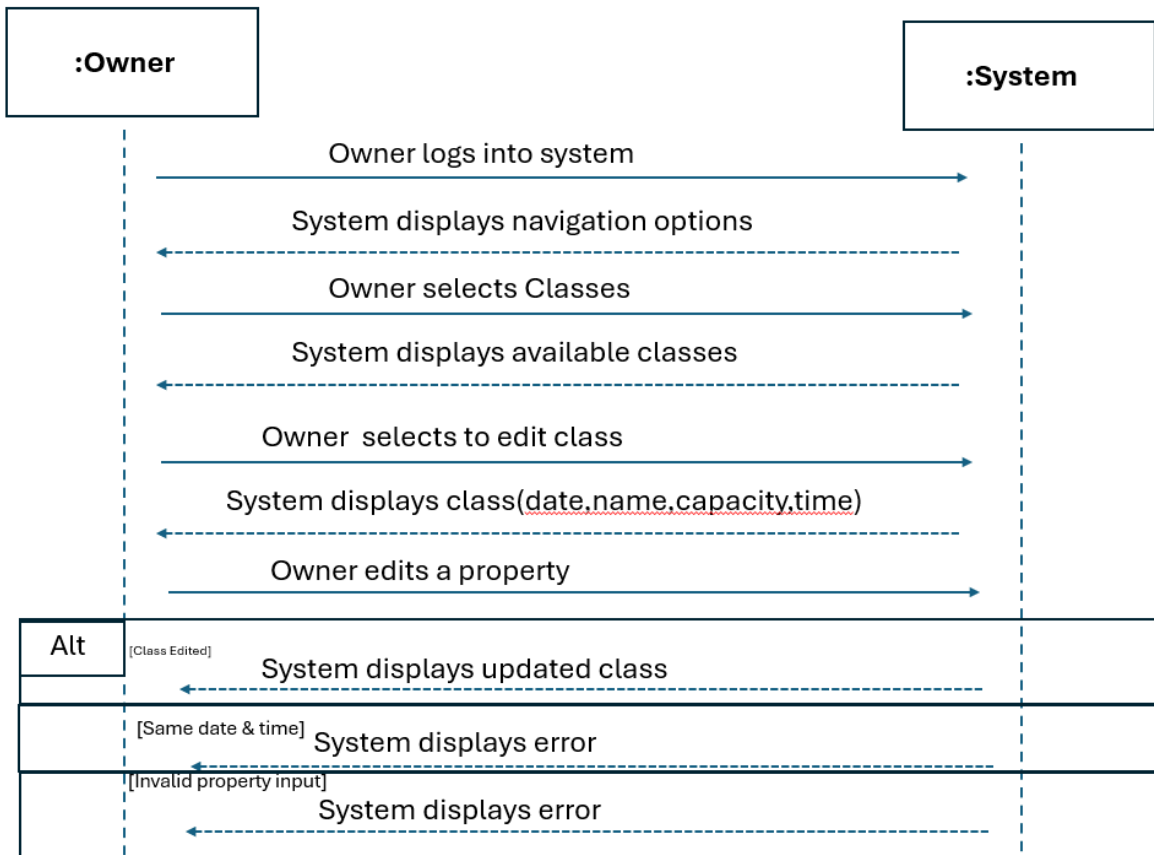 :Owner
:System
Owner logs into system
System displays navigation options
Owner selects Classes
System displays available classes
Owner  selects to edit class
System displays class(date,name,capacity,time)
Owner edits a property
Alt
[Class Edited]
System displays updated class
[Same date & time]
System displays error
[Invalid property input]
System displays error